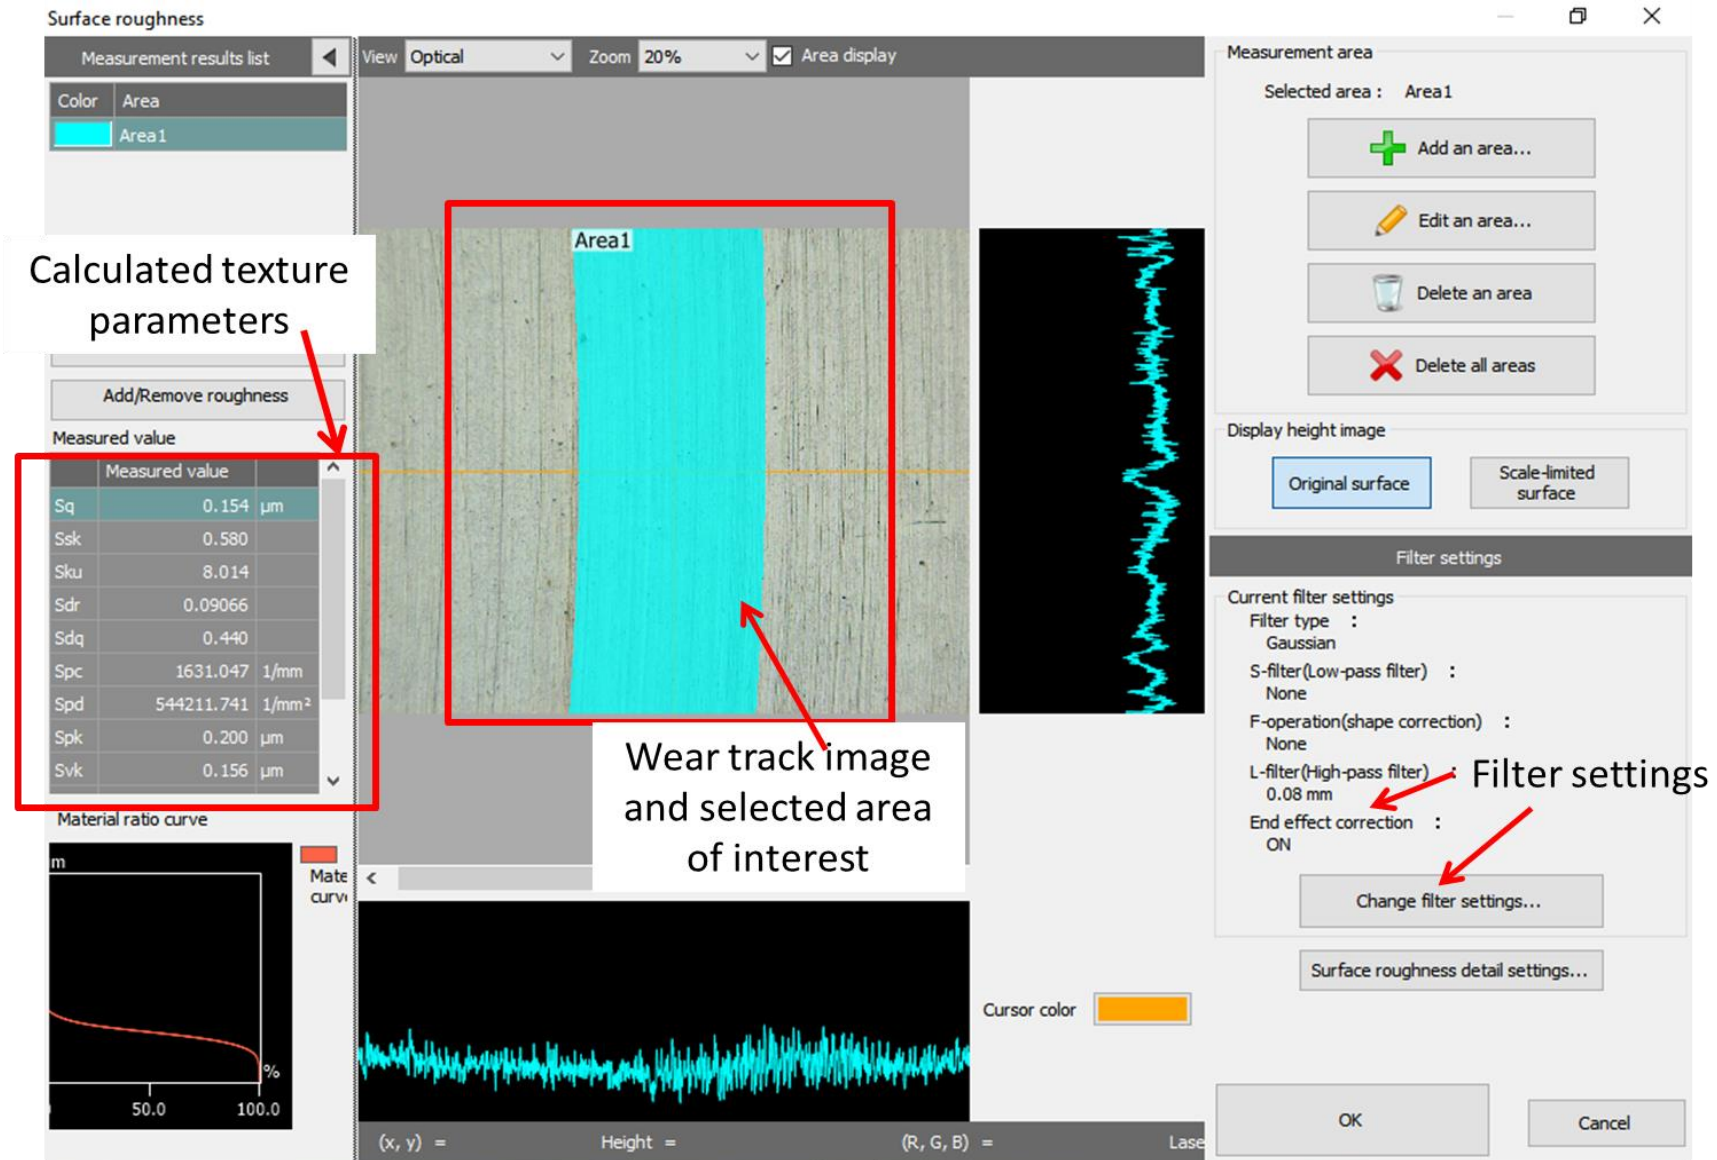 Surface roughness
Measurement results list
Color Area
Area1
Calculated texture
parameters
Add/Remove roughness
Measured value
Measured value
Sq 0.154 µm
Ssk 0.580
Sku 8.014
Sdr 0.09066
Sdq 0.440
Spc 1631.047 1/mm
Spd 544211.741 1/mm²
Spk 0.200 µm
Svk 0.156 µm
Material ratio curve
m
Mate
curv
%
50.0 100.0
View Optical Zoom 20% Area display
Area1
Wear track image
and selected area
of interest
Cursor color
(x, y) = Height = (R, G, B) = Lase
Measurement area
Selected area : Area1
Add an area...
Edit an area...
Delete an area
Delete all areas
Display height image
Original surface
Scale-limited
surface
Filter settings
Current filter settings
Filter type :
Gaussian
S-filter(Low-pass filter) :
None
F-operation(shape correction) :
None
L-filter(High-pass filter) :
0.08 mm
Filter settings
End effect correction :
ON
Change filter settings...
Surface roughness detail settings...
OK
Cancel